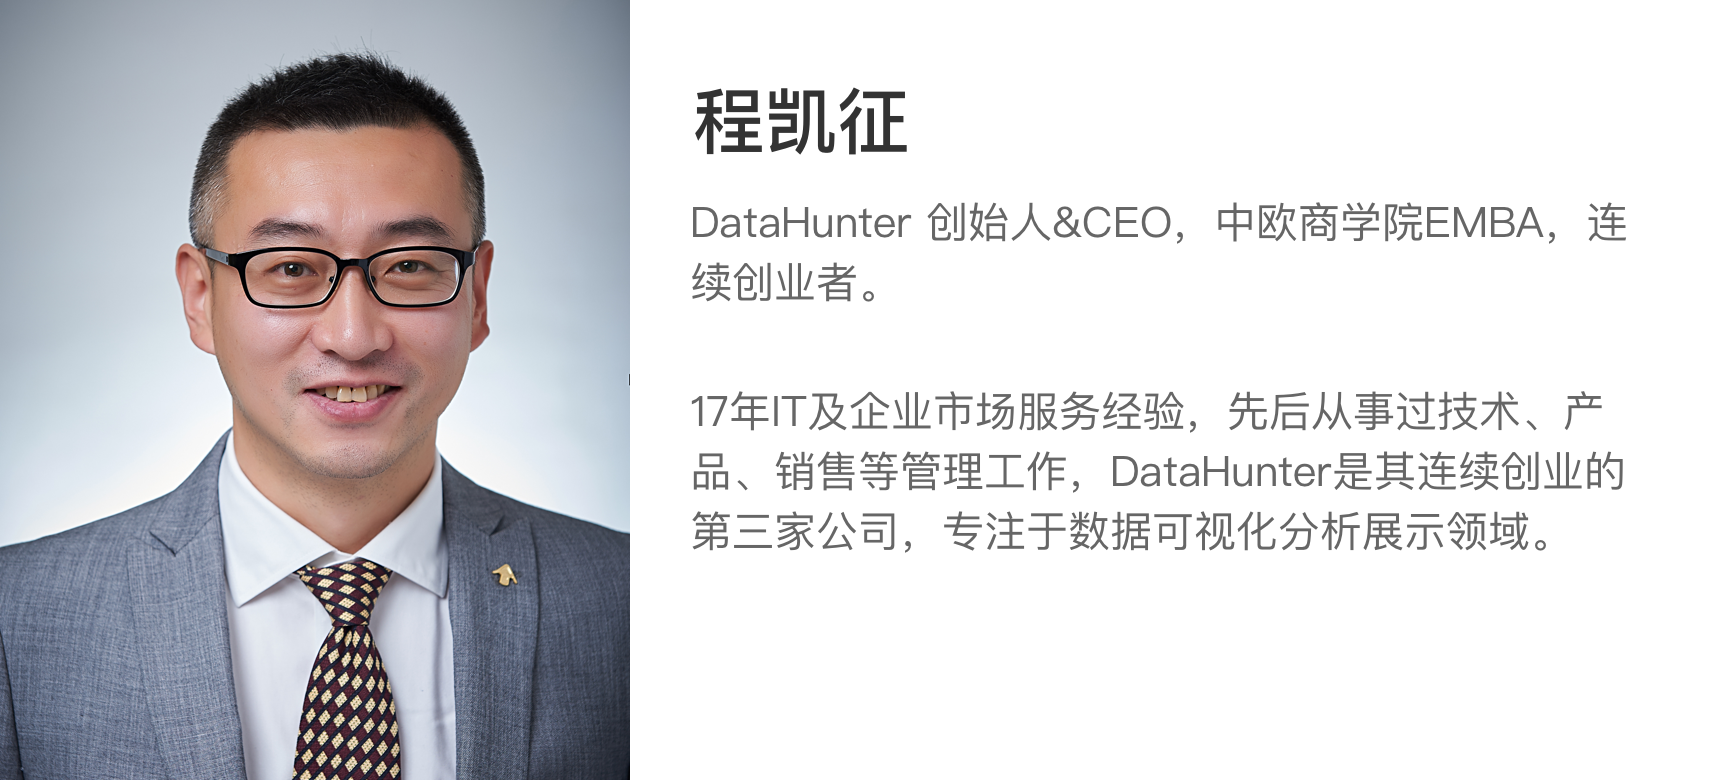 程凯征
DataHunter 创始人&CEO，中欧商学院EMBA，连
续创业者。
17年IT及企业市场服务经验，先后从事过技术、产
品、销售等管理工作，DataHunter是其连续创业的
第三家公司，专注于数据可视化分析展示领域。